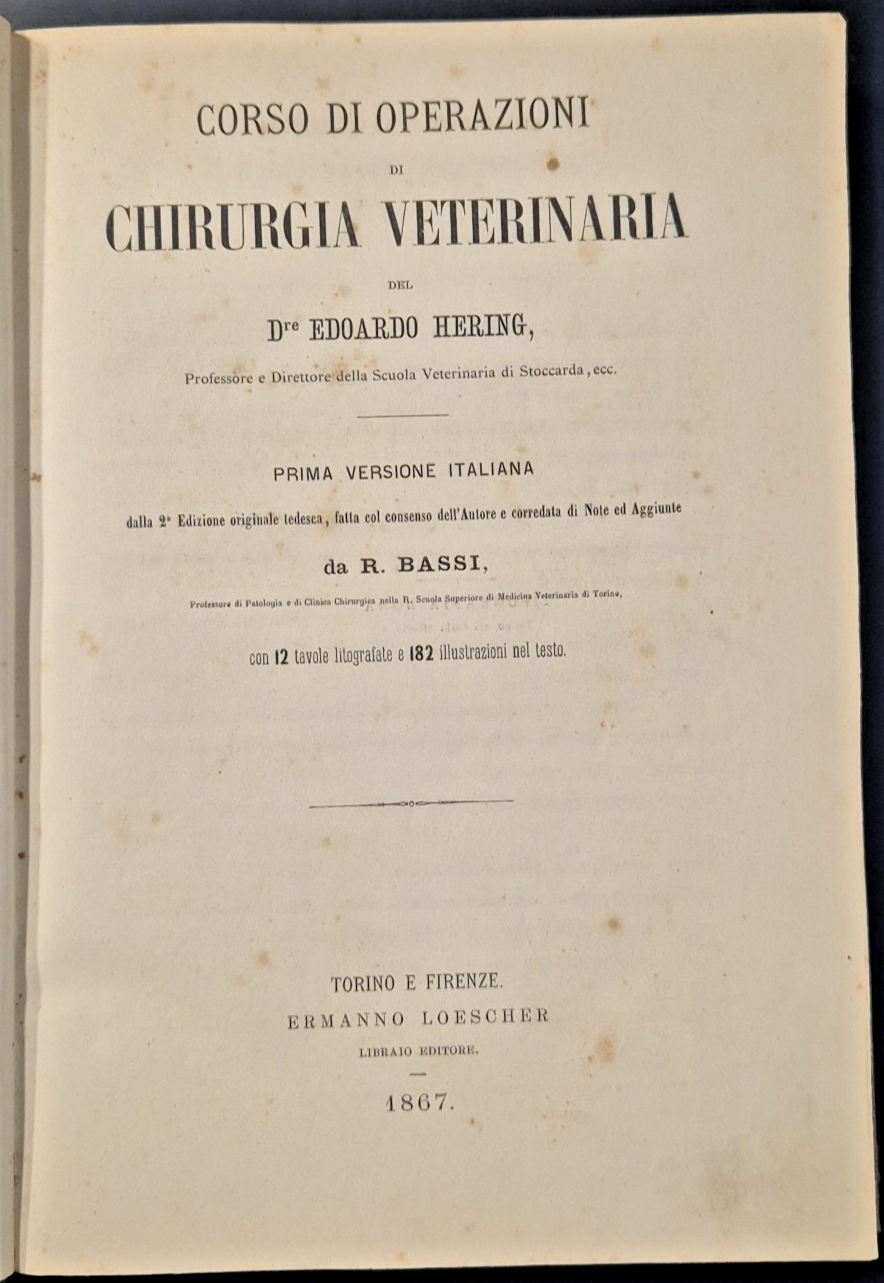 CORSO DI OPERAZIONI
DI
CHIRURGIA VETERINARIA
DEL
Dre EDOARDO HERING,
Professore e Direttore della Scuola Veterinaria di Stoccarda, ecc.
PRIMA VERSIONE ITALIANA
dalla 2a Edizione originale tedesca, fatta col consenso dell'Autore e corredata di Note ed Aggiunte
da R. BASSI,
Professore di Patologia e di Clinica Chirurgica nella R. Scuola Superiore di Medicina Veterinaria di Torino,
con 12 tavole litografate e 182 illustrazioni nel testo.
TORINO E FIRENZE.
ERMANNO LOESCHER
LIBRAIO EDITORE.
1867.